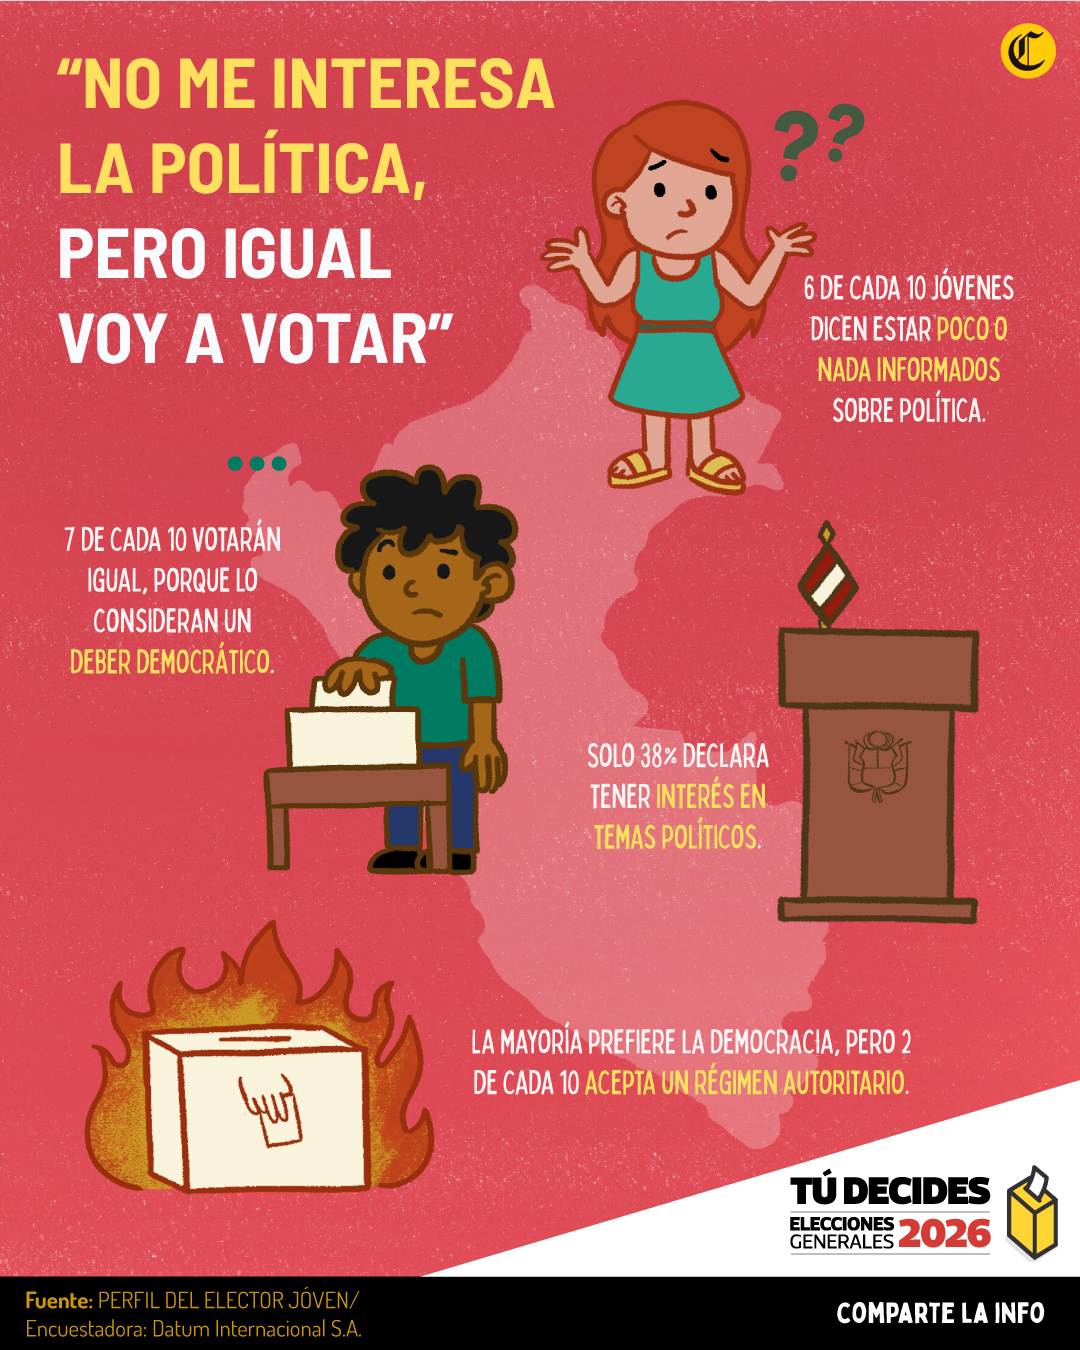 “NO ME INTERESA
LA POLÍTICA,
PERO IGUAL
VOY A VOTAR”
C
??
6 DE CADA 10 JÓVENES
DICEN ESTAR POCO O
NADA INFORMADOS
SOBRE POLÍTICA.
...
7 DE CADA 10 VOTARÁN
IGUAL, PORQUE LO
CONSIDERAN UN
DEBER DEMOCRÁTICO.
SOLO 38% DECLARA
TENER INTERÉS EN
TEMAS POLÍTICOS.
LA MAYORÍA PREFIERE LA DEMOCRACIA, PERO 2
DE CADA 10 ACEPTA UN RÉGIMEN AUTORITARIO.
TÚ DECIDES
ELECCIONES
GENERALES 2026
Fuente: PERFIL DEL ELECTOR JÓVEN/
Encuestadora: Datum Internacional S.A.
COMPARTE LA INFO